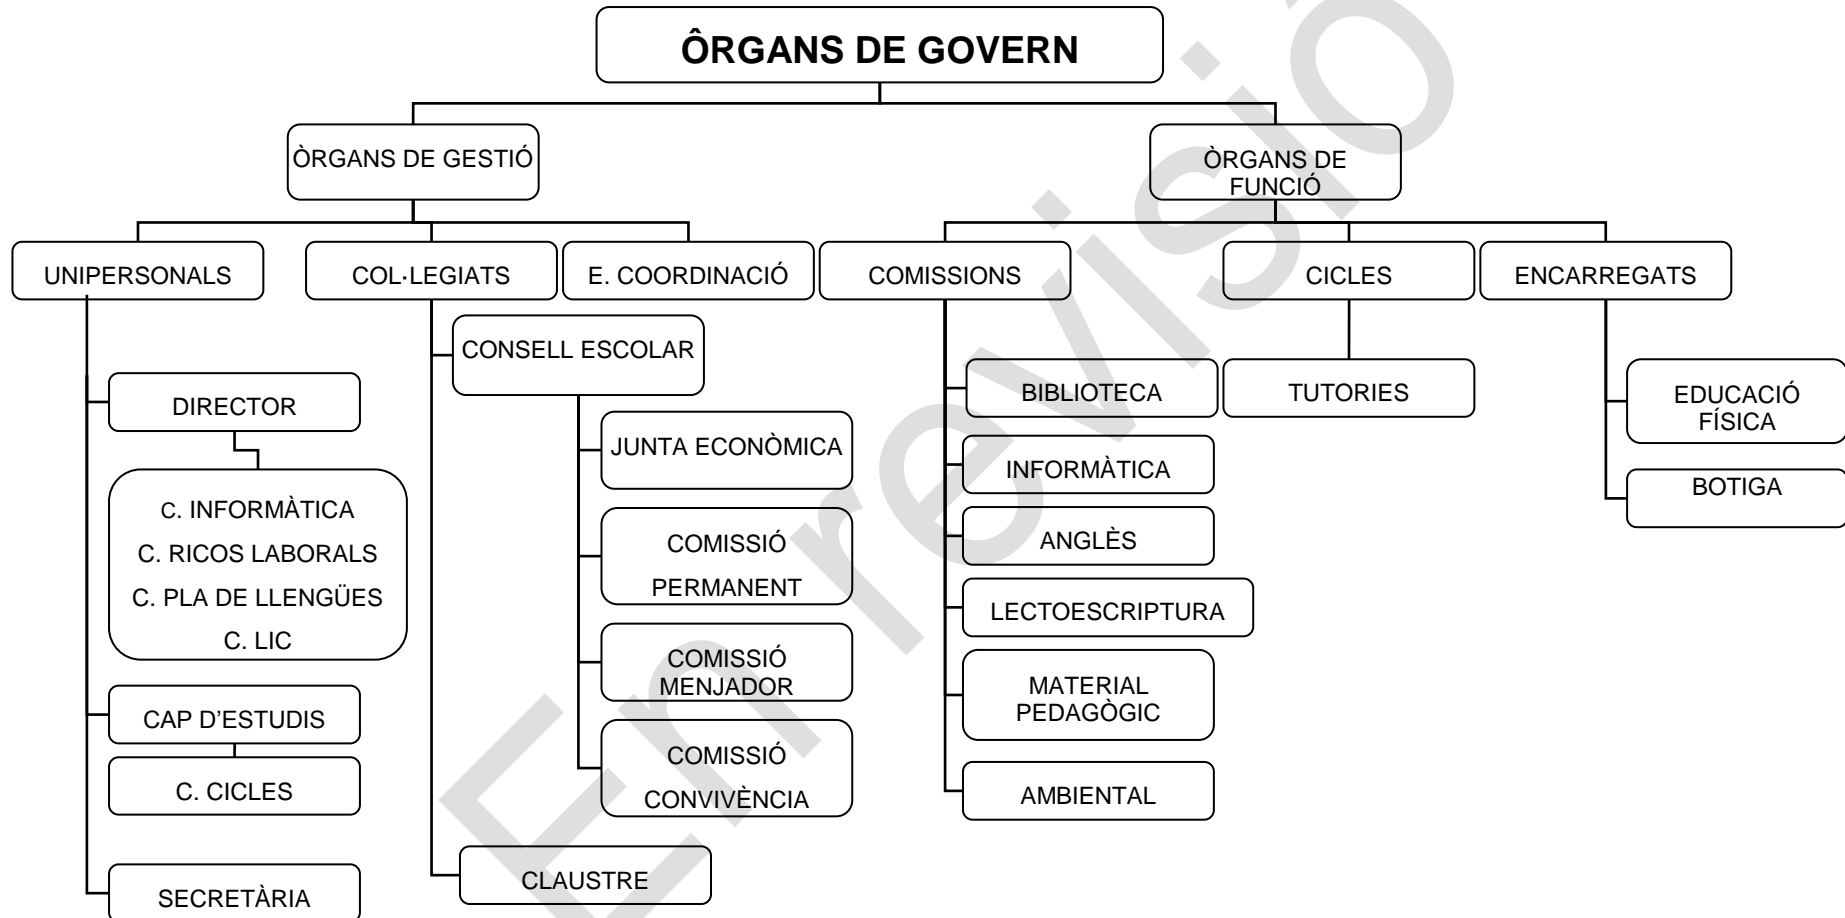 ÔRGANS DE GOVERN
ÒRGANS DE GESTIÓ
ÒRGANS DE
FUNCIÓ
UNIPERSONALS
COL·LEGIATS
E. COORDINACIÓ
COMISSIONS
CICLES
ENCARREGATS
DIRECTOR
C. INFORMÀTICA
C. RICOS LABORALS
C. PLA DE LLENGÜES
C. LIC
CAP D’ESTUDIS
C. CICLES
SECRETÀRIA
CONSELL ESCOLAR
JUNTA ECONÒMICA
COMISSIÓ
PERMANENT
COMISSIÓ
MENJADOR
COMISSIÓ
CONVIVÈNCIA
CLAUSTRE
BIBLIOTECA
INFORMÀTICA
ANGLÈS
LECTOESCRIPTURA
MATERIAL
PEDAGÒGIC
AMBIENTAL
TUTORIES
EDUCACIÓ
FÍSICA
BOTIGA
En revisió